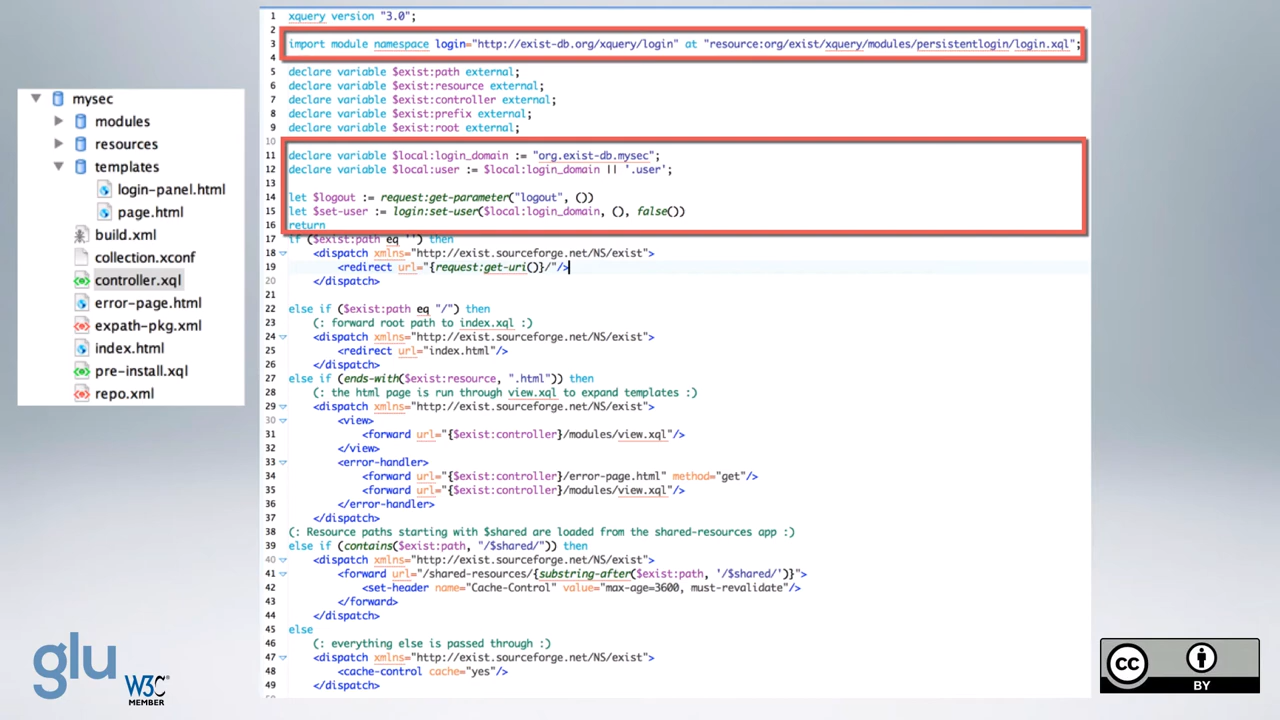 mysec
modules
resources
templates
login-panel.html
page.html
build.xml
collection.xconf
controller.xql
error-page.html
expath-pkg.xml
index.html
pre-install.xql
repo.xml
1 xquery version "3.0";
2
3 import module namespace login="http://exist-db.org/xquery/login" at "resource:org/exist/xquery/modules/persistentlogin/login.xql";
4
5 declare variable $exist:path external;
6 declare variable $exist:resource external;
7 declare variable $exist:controller external;
8 declare variable $exist:prefix external;
9 declare variable $exist:root external;
10
11 declare variable $local:login_domain := "org.exist-db.mysec";
12 declare variable $local:user := $local:login_domain || '.user';
13
14 let $logout := request:get-parameter("logout", ())
15 let $set-user := login:set-user($local:login_domain, (), false())
16 return
17 if ($exist:path eq '') then
18 <dispatch xmlns="http://exist.sourceforge.net/NS/exist">
19 <redirect url="{request:get-uri()}/"/>
20 </dispatch>
21
22 else if ($exist:path eq "/") then
23 (: forward root path to index.xql :)
24 <dispatch xmlns="http://exist.sourceforge.net/NS/exist">
25 <redirect url="index.html"/>
26 </dispatch>
27 else if (ends-with($exist:resource, ".html")) then
28 (: the html page is run through view.xql to expand templates :)
29 <dispatch xmlns="http://exist.sourceforge.net/NS/exist">
30 <view>
31 <forward url="{$exist:controller}/modules/view.xql"/>
32 </view>
33 <error-handler>
34 <forward url="{$exist:controller}/error-page.html" method="get"/>
35 <forward url="{$exist:controller}/modules/view.xql"/>
36 </error-handler>
37 </dispatch>
38 (: Resource paths starting with $shared are loaded from the shared-resources app :)
39 else if (contains($exist:path, "/$shared/")) then
40 <dispatch xmlns="http://exist.sourceforge.net/NS/exist">
41 <forward url="/shared-resources/{substring-after($exist:path, '/$shared/')}">
42 <set-header name="Cache-Control" value="max-age=3600, must-revalidate"/>
43 </forward>
44 </dispatch>
45 else
46 (: everything else is passed through :)
47 <dispatch xmlns="http://exist.sourceforge.net/NS/exist">
48 <cache-control cache="yes"/>
49 </dispatch>
glu
W3C®
MEMBER
cc
BY